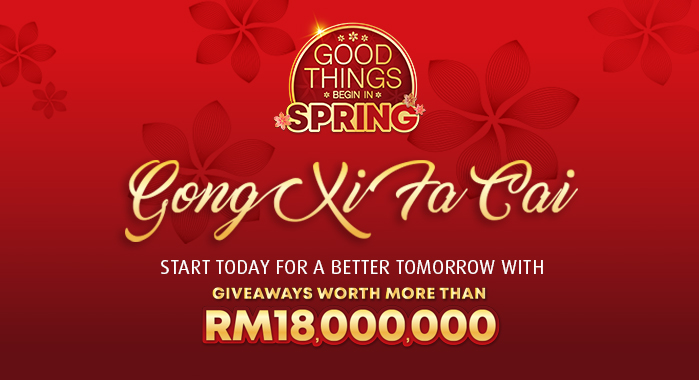 GOOD
THINGS
BEGIN IN
SPRING
Gong Xi Fa Cai
START TODAY FOR A BETTER TOMORROW WITH
GIVEAWAYS WORTH MORE THAN
RM18,000,000